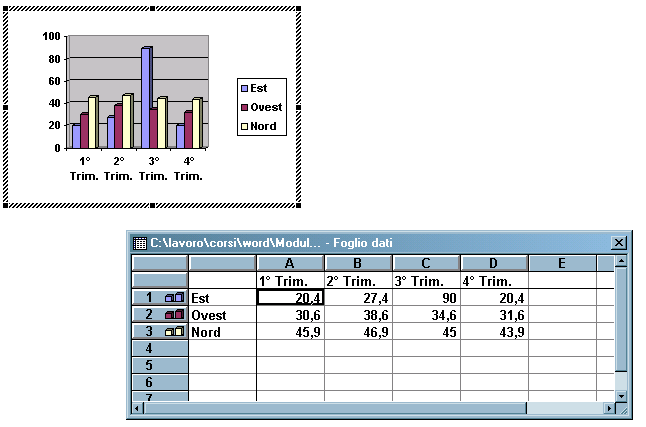 100
80
60
40
20
0
1° 2° 3° 4°
Trim. Trim. Trim. Trim.
Est
Ovest
Nord
C:\lavoro\corsi\word\Modul... - Foglio dati
A B C D E
1° Trim. 2° Trim. 3° Trim. 4° Trim.
1 Est 20,4 27,4 90 20,4
2 Ovest 30,6 38,6 34,6 31,6
3 Nord 45,9 46,9 45 43,9
4
5
6
7